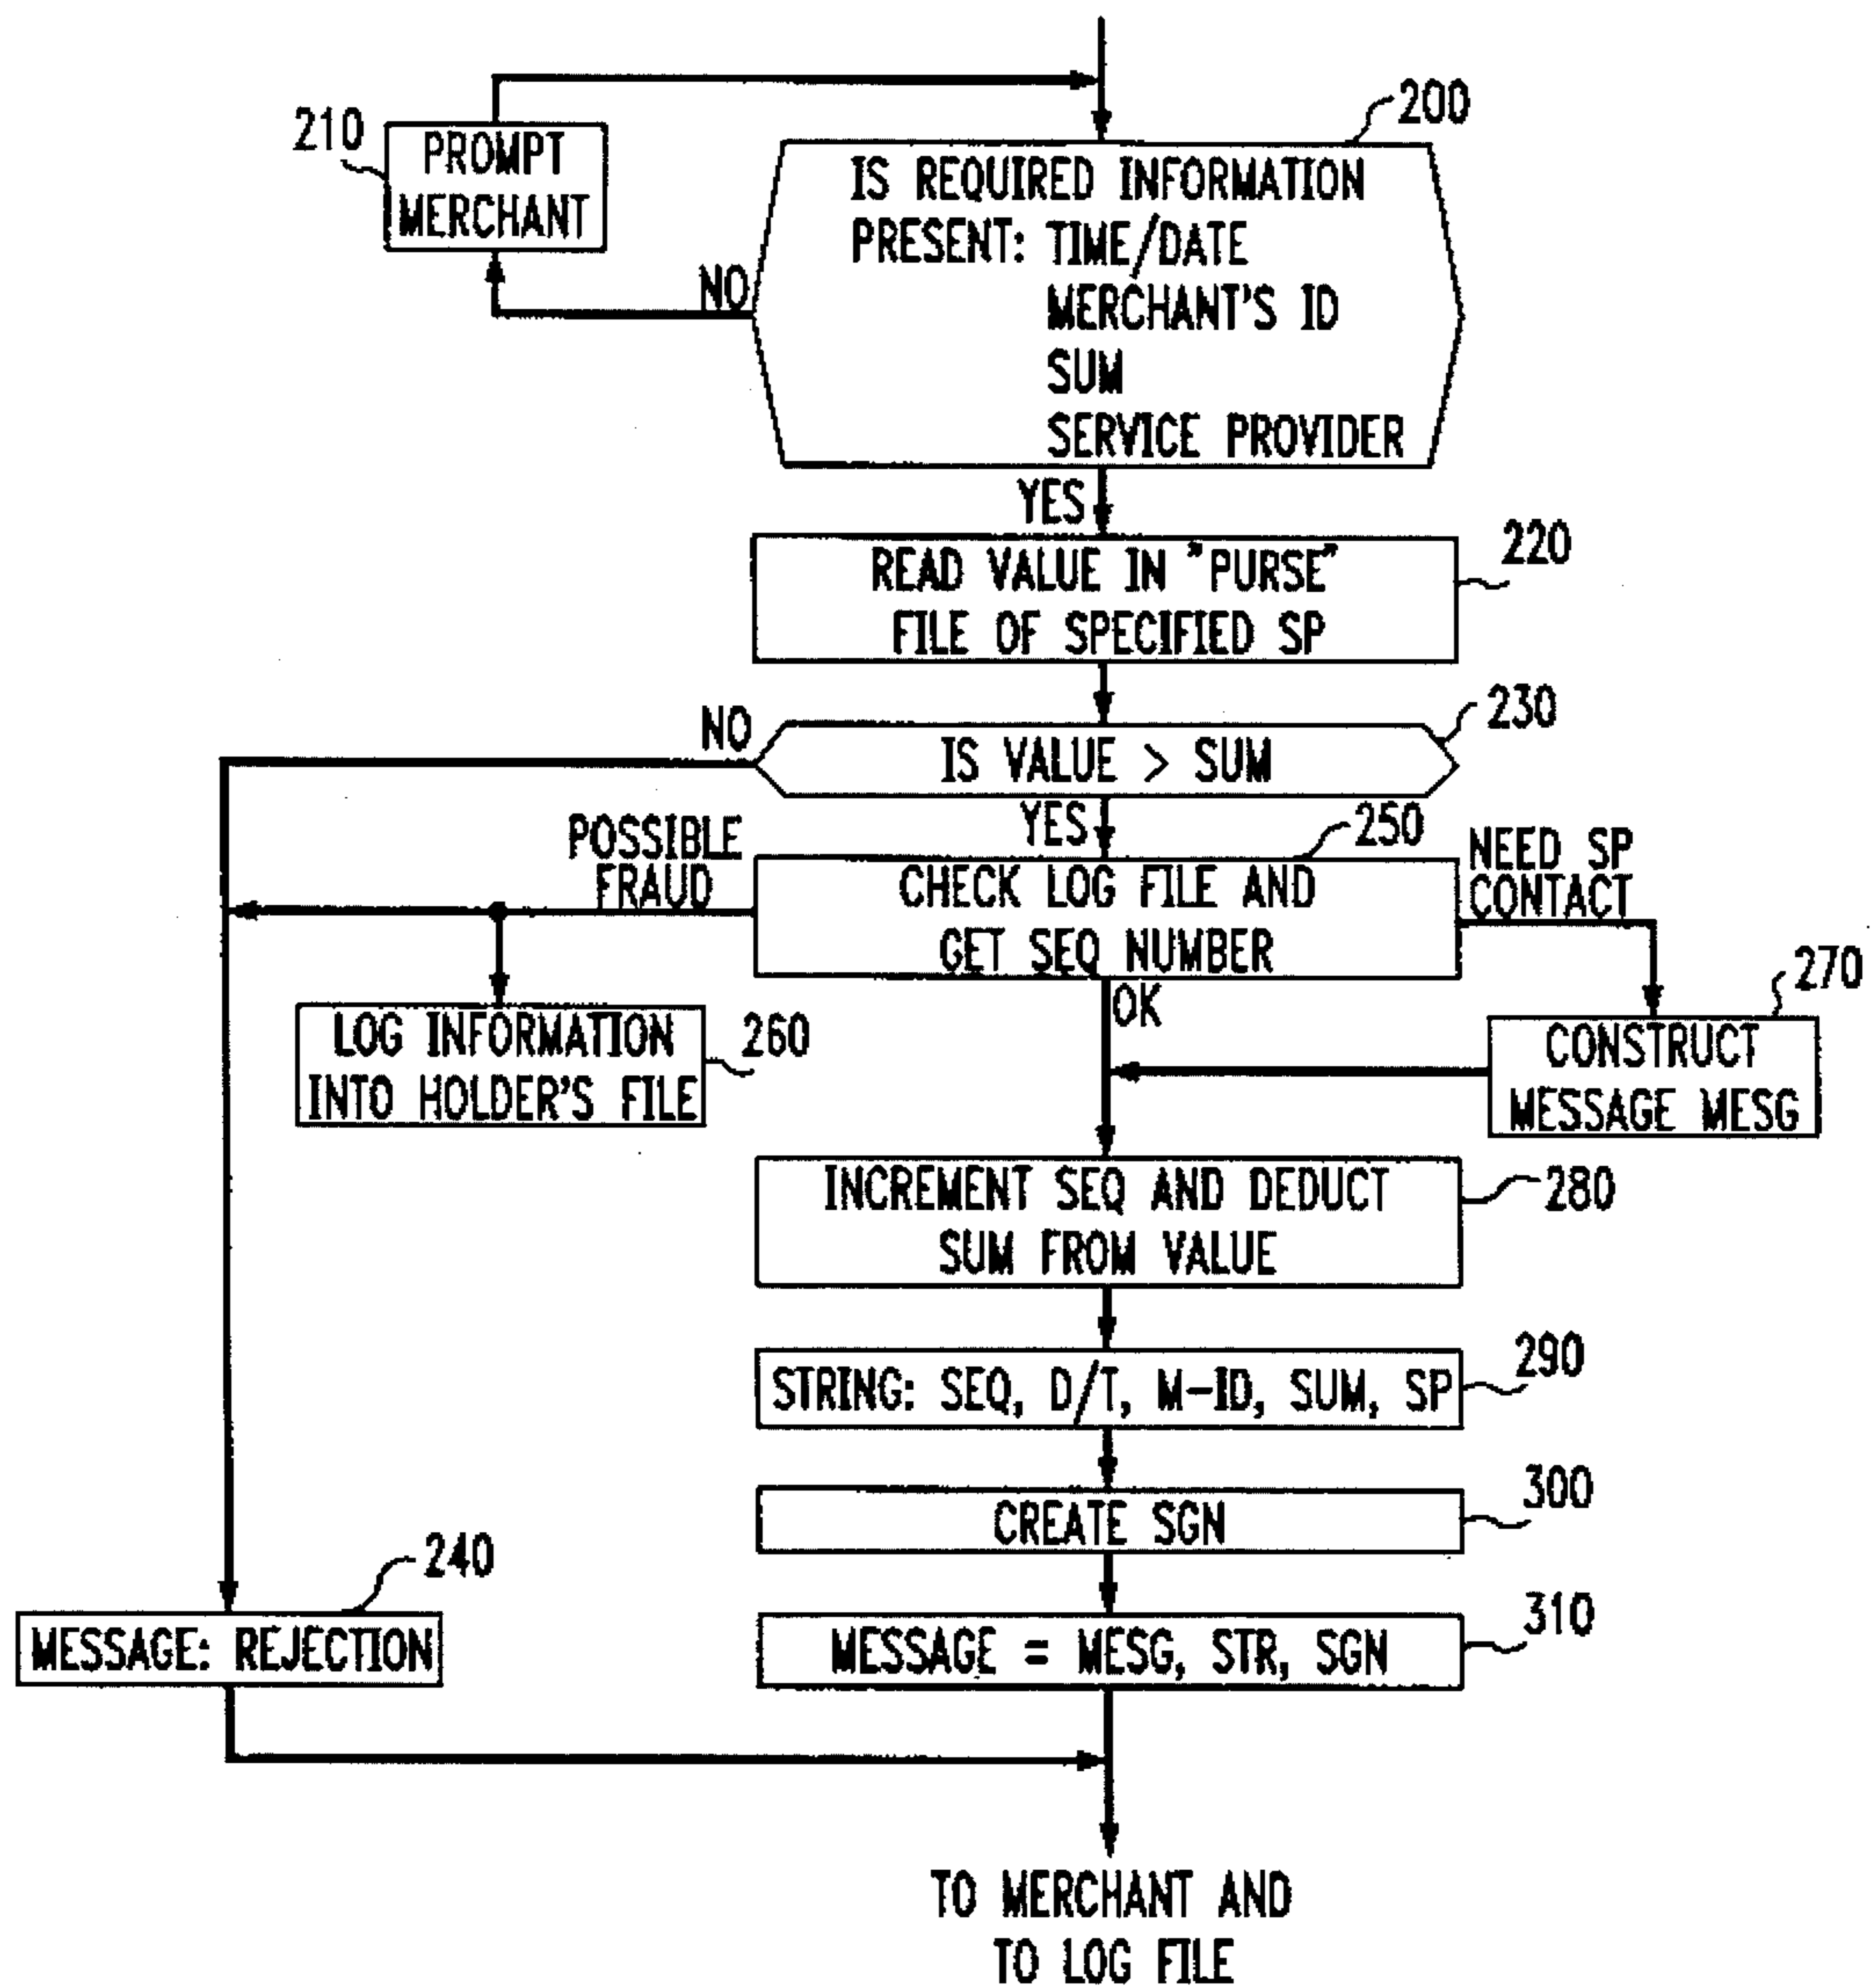 200
210
PROMPT
MERCHANT
IS REQUIRED INFORMATION
PRESENT: TIME/DATE
MERCHANT'S ID
SUM
SERVICE PROVIDER
NO
YES
220
READ VALUE IN "PURSE"
FILE OF SPECIFIED SP
230
NO
IS VALUE > SUM
YES
250
POSSIBLE
FRAUD
CHECK LOG FILE AND
GET SEQ NUMBER
NEED SP
CONTACT
OK
270
LOG INFORMATION
INTO HOLDER'S FILE
260
CONSTRUCT
MESSAGE MESG
INCREMENT SEQ AND DEDUCT
SUM FROM VALUE
280
STRING: SEQ, D/T, M-ID, SUM, SP
290
CREATE SGN
300
240
MESSAGE: REJECTION
MESSAGE = MESG, STR, SGN
310
TO MERCHANT AND
TO LOG FILE